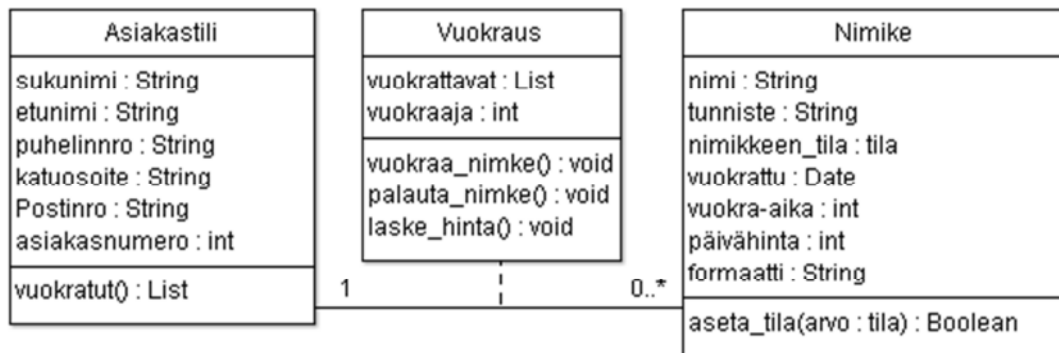 Asiakastili
sukunimi : String
etunimi : String
puhelinnro : String
katuosoite : String
Postinro : String
asiakasnumero : int
vuokratut() : List
Vuokraus
vuokrattavat : List
vuokraaja : int
vuokraa_nimke() : void
palauta_nimke() : void
laske_hinta() : void
1
0..*
Nimike
nimi : String
tunniste : String
nimikkeen_tila : tila
vuokrattu : Date
vuokra-aika : int
päivähinta : int
formaatti : String
aseta_tila(arvo : tila) : Boolean